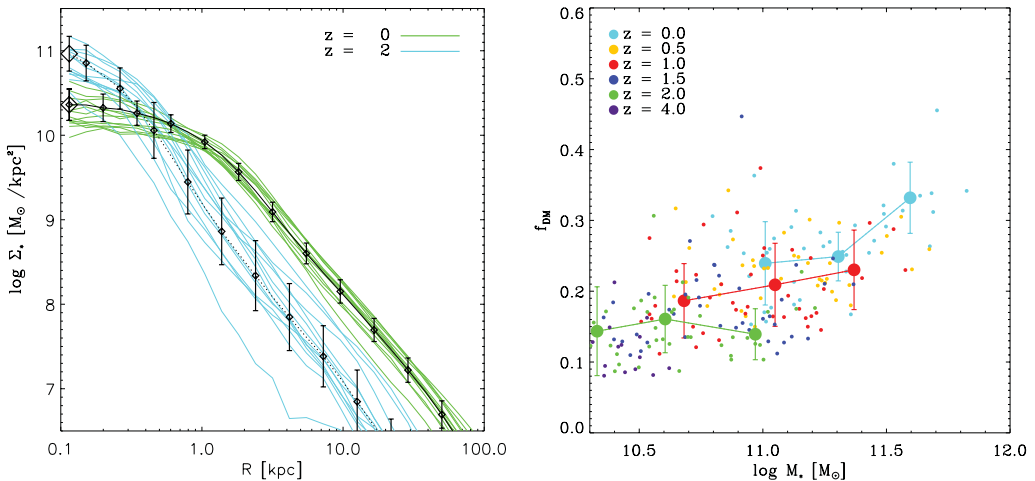 z = 0
z = 2
11
10
9
8
7
log Σ* [M⊙ /kpc²]
0.1 1.0 10.0 100.0
R [kpc]
0.6
0.5
0.4
0.3
0.2
0.1
0.0
f_DM
z = 0.0
z = 0.5
z = 1.0
z = 1.5
z = 2.0
z = 4.0
10.5 11.0 11.5 12.0
log M* [M⊙]